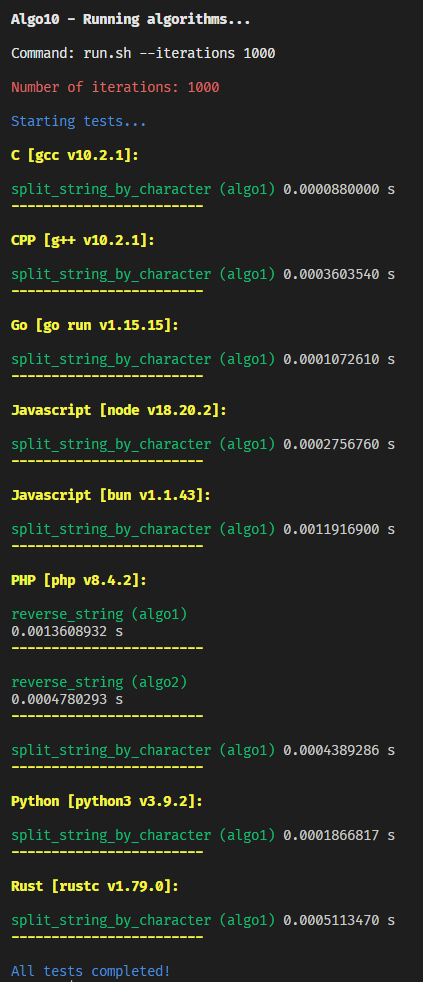 Algo10 - Running algorithms...
Command: run.sh --iterations 1000
Number of iterations: 1000
Starting tests...
C [gcc v10.2.1]:
split_string_by_character (algo1) 0.0000880000 s
------------------------
CPP [g++ v10.2.1]:
split_string_by_character (algo1) 0.0003603540 s
------------------------
Go [go run v1.15.15]:
split_string_by_character (algo1) 0.0001072610 s
------------------------
Javascript [node v18.20.2]:
split_string_by_character (algo1) 0.0002756760 s
------------------------
Javascript [bun v1.1.43]:
split_string_by_character (algo1) 0.0011916900 s
------------------------
PHP [php v8.4.2]:
reverse_string (algo1)
0.0013608932 s
------------------------
reverse_string (algo2)
0.0004780293 s
------------------------
split_string_by_character (algo1) 0.0004389286 s
------------------------
Python [python3 v3.9.2]:
split_string_by_character (algo1) 0.0001866817 s
------------------------
Rust [rustc v1.79.0]:
split_string_by_character (algo1) 0.0005113470 s
------------------------
All tests completed!